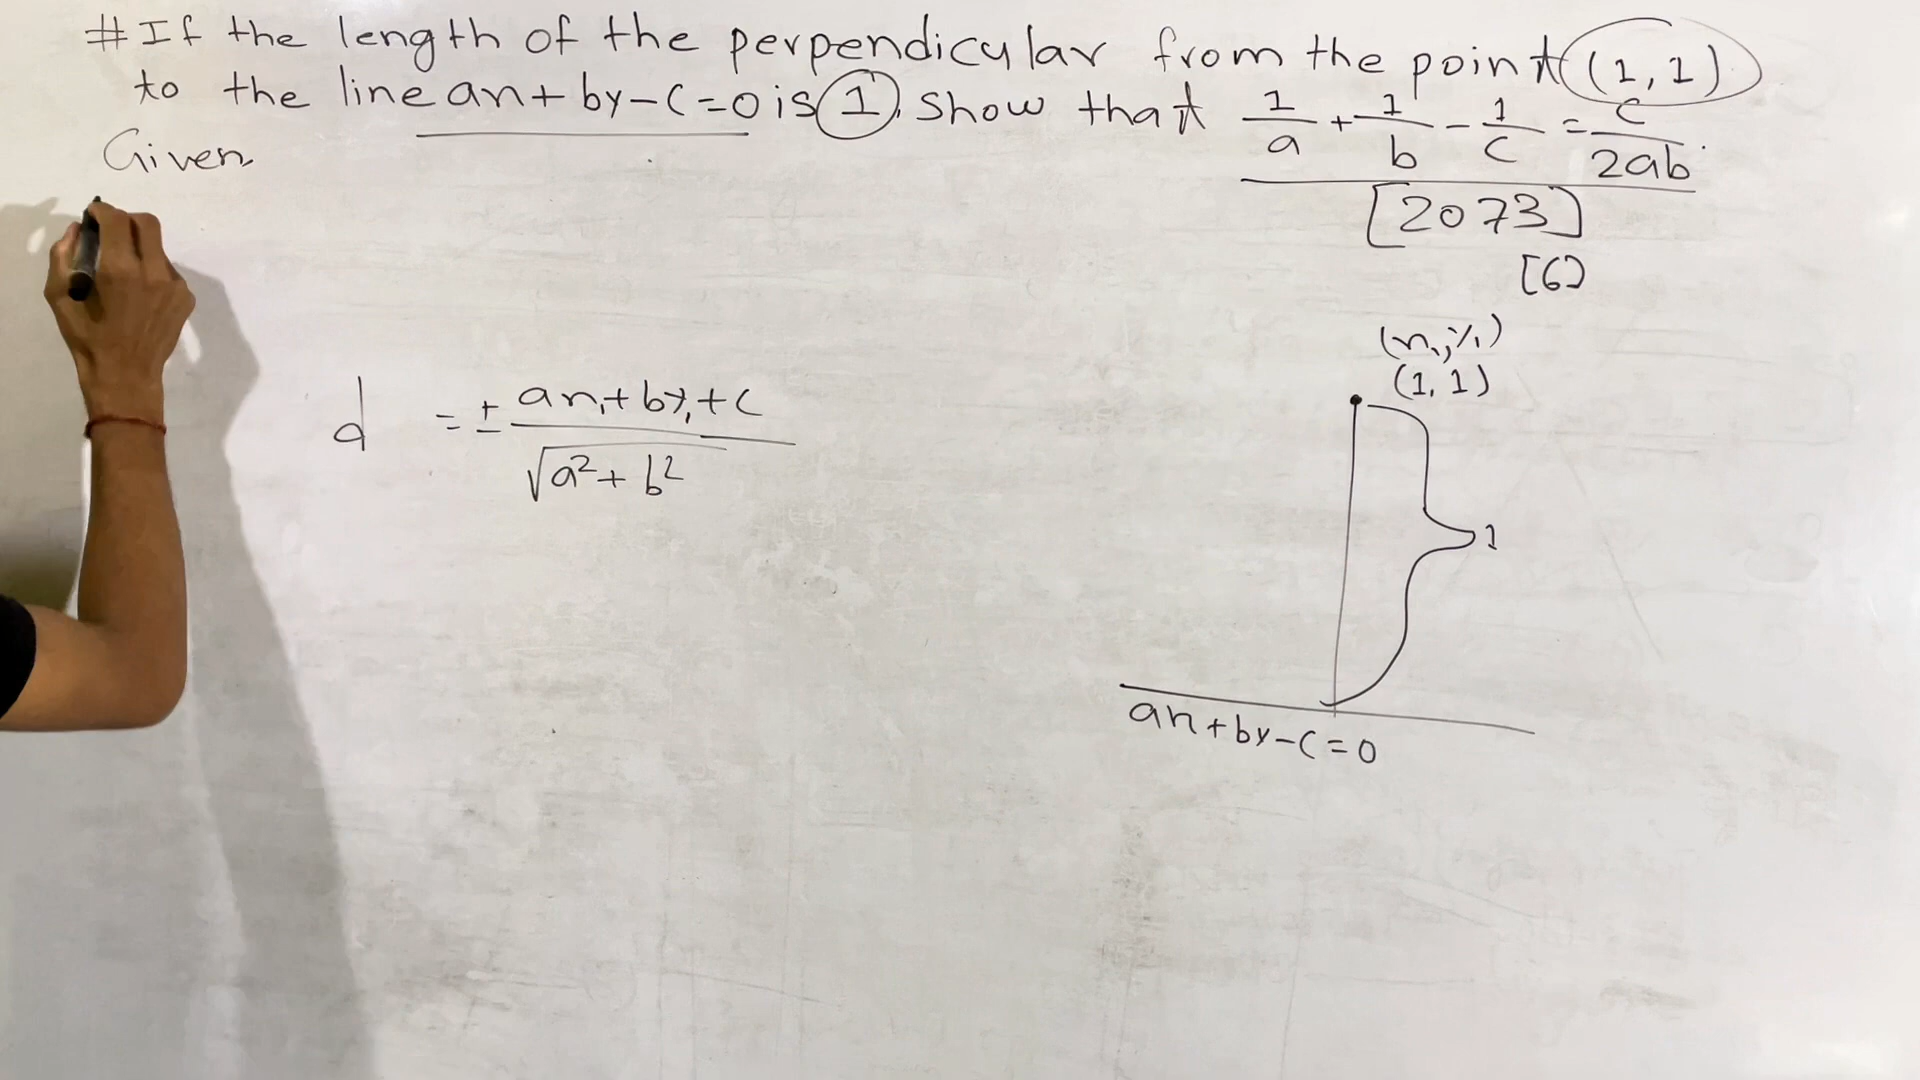 # If the length of the perpendicular from the point (1, 1)
to the line ax + by - c = 0 is 1. Show that 1/a + 1/b - 1/c = c/2ab.
Given
[2073]
[6]
(x₁, y₁)
(1, 1)
d = ± ax₁ + by₁ + c / √a² + b²
1
ax + by - c = 0